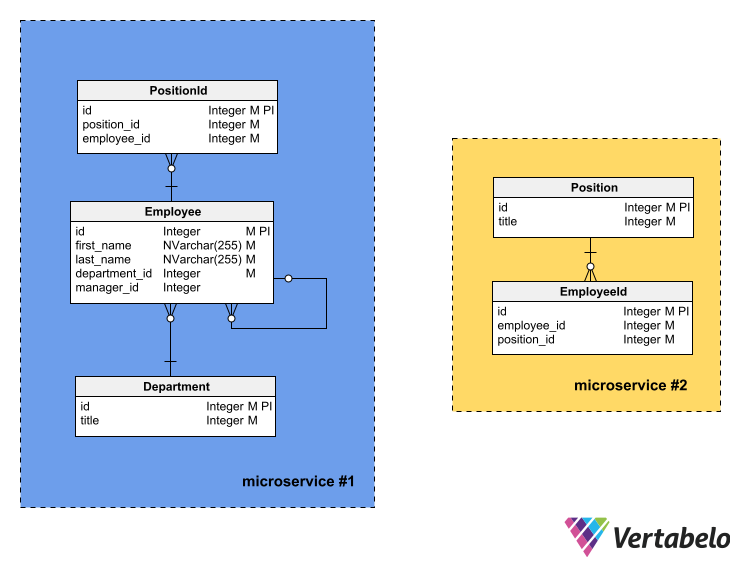 PositionId
id Integer M PI
position_id Integer M
employee_id Integer M
Employee
id Integer M PI
first_name NVarchar(255) M
last_name NVarchar(255) M
department_id Integer M
manager_id Integer
Department
id Integer M PI
title Integer M
microservice #1
Position
id Integer M PI
title Integer M
EmployeeId
id Integer M PI
employee_id Integer M
position_id Integer M
microservice #2
Vertabelo